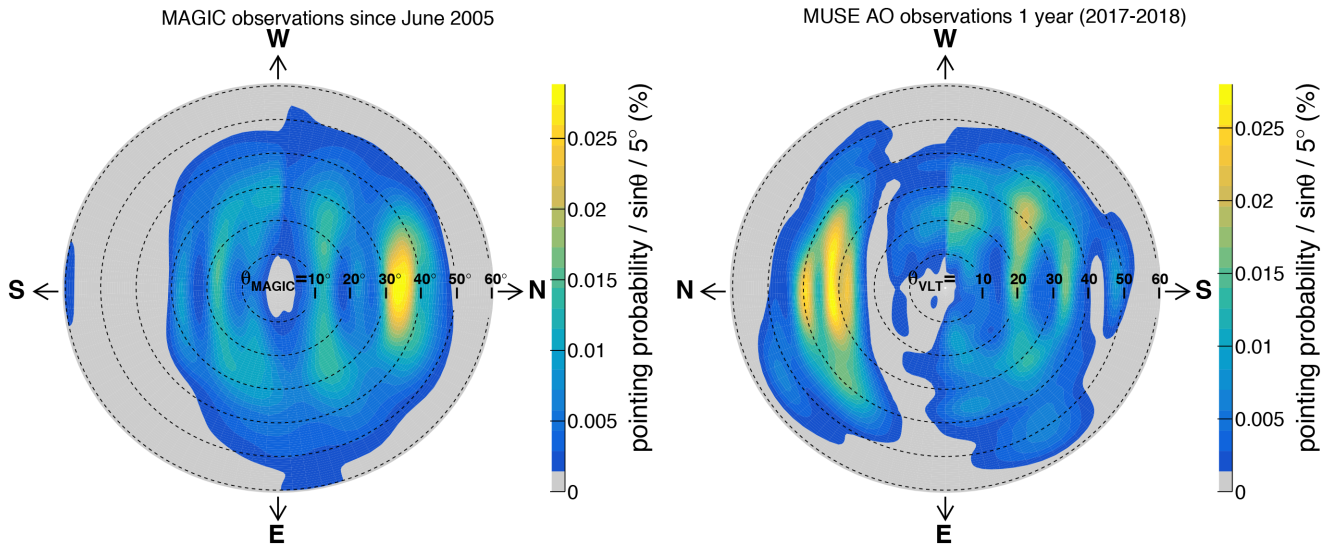 MAGIC observations since June 2005
W
S
N
E
θMAGIC= 10° 20° 30° 40° 50° 60°
0.025
0.02
0.015
0.01
0.005
0
pointing probability / sinθ / 5° (%)
MUSE AO observations 1 year (2017-2018)
W
N
S
E
θVLT= 10 20 30 40 50 60
0.025
0.02
0.015
0.01
0.005
0
pointing probability / sinθ / 5° (%)